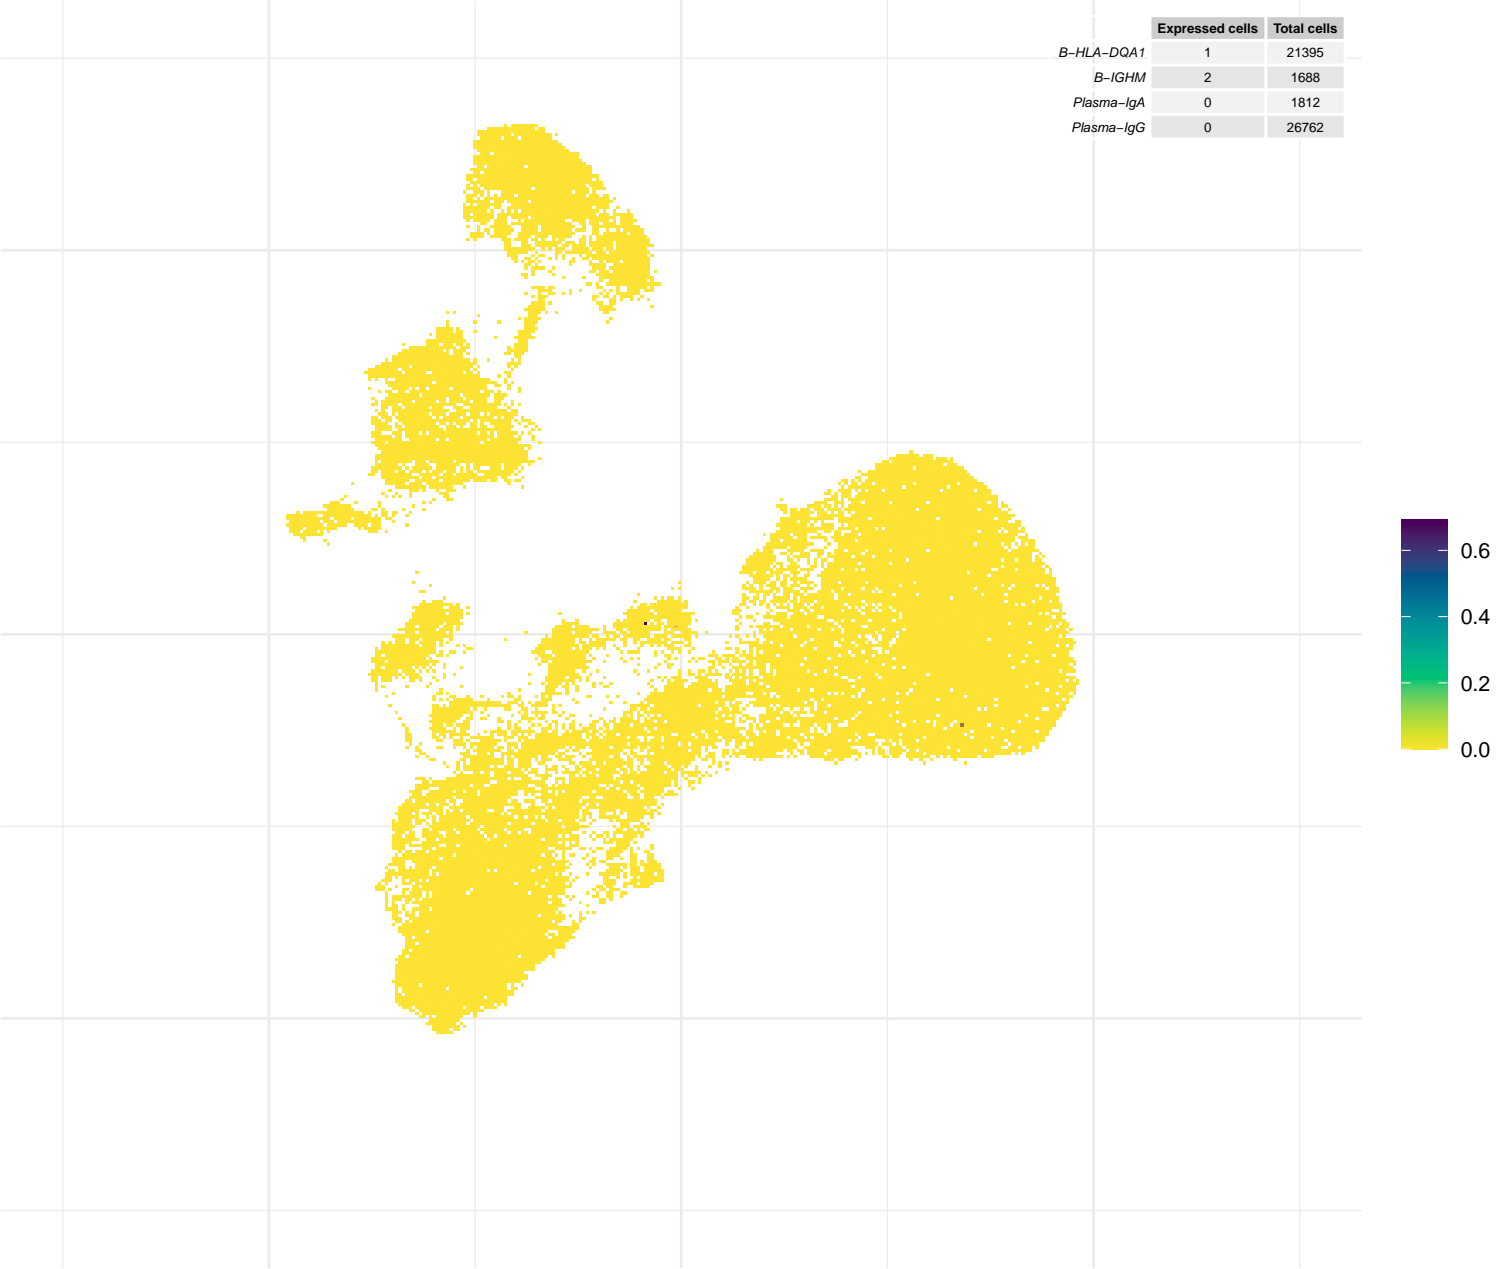 Expressed cells Total cells
B−HLA−DQA1 1 21395
B−IGHM 2 1688
Plasma−IgA 0 1812
Plasma−IgG 0 26762
0.6
0.4
0.2
0.0